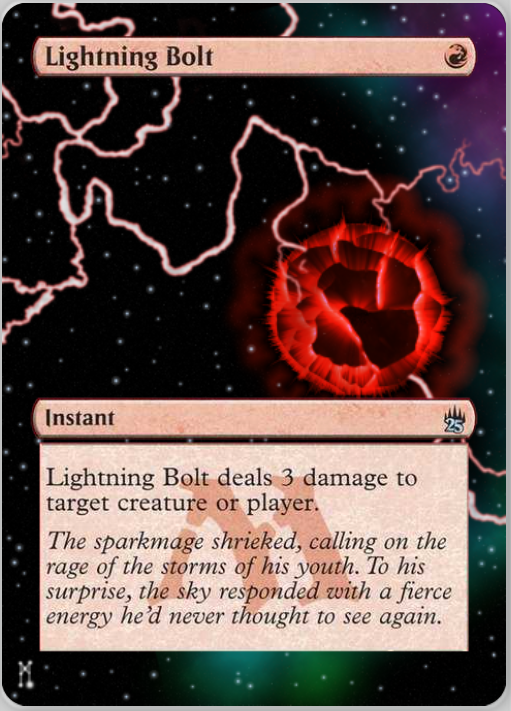 Lightning Bolt
Instant
25
Lightning Bolt deals 3 damage to
target creature or player.
The sparkmage shrieked, calling on the
rage of the storms of his youth. To his
surprise, the sky responded with a fierce
energy he'd never thought to see again.